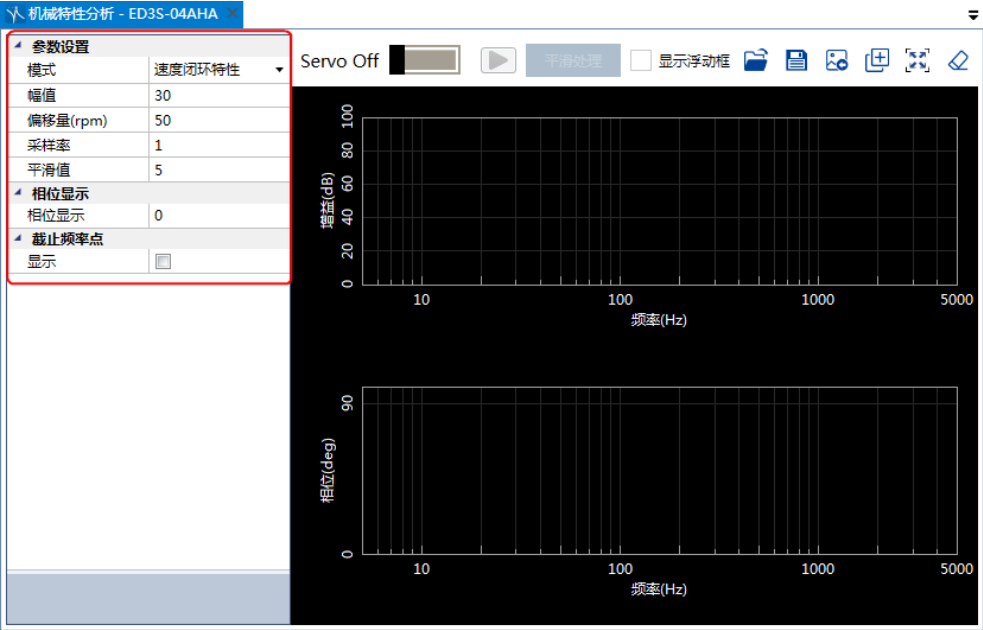 机械特性分析 - ED3S-04AHA
参数设置
模式 速度闭环特性
幅值 30
偏移量(rpm) 50
采样率 1
平滑值 5
相位显示
相位显示 0
截止频率点
显示
Servo Off 平滑处理 显示浮动框
100
80
60
40
20
0
增益(dB)
10 100 1000 5000
频率(Hz)
90
0
相位(deg)
10 100 1000 5000
频率(Hz)